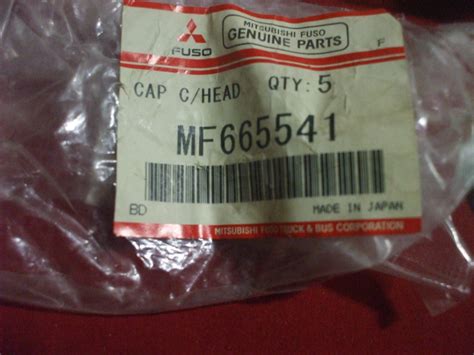 FUSO
MITSUBISHI FUSO
GENUINE PARTS
F
CAP C/HEAD QTY: 5
MF665541
BD MADE IN JAPAN
MITSUBISHI FUSO TRUCK & BUS CORPORATION